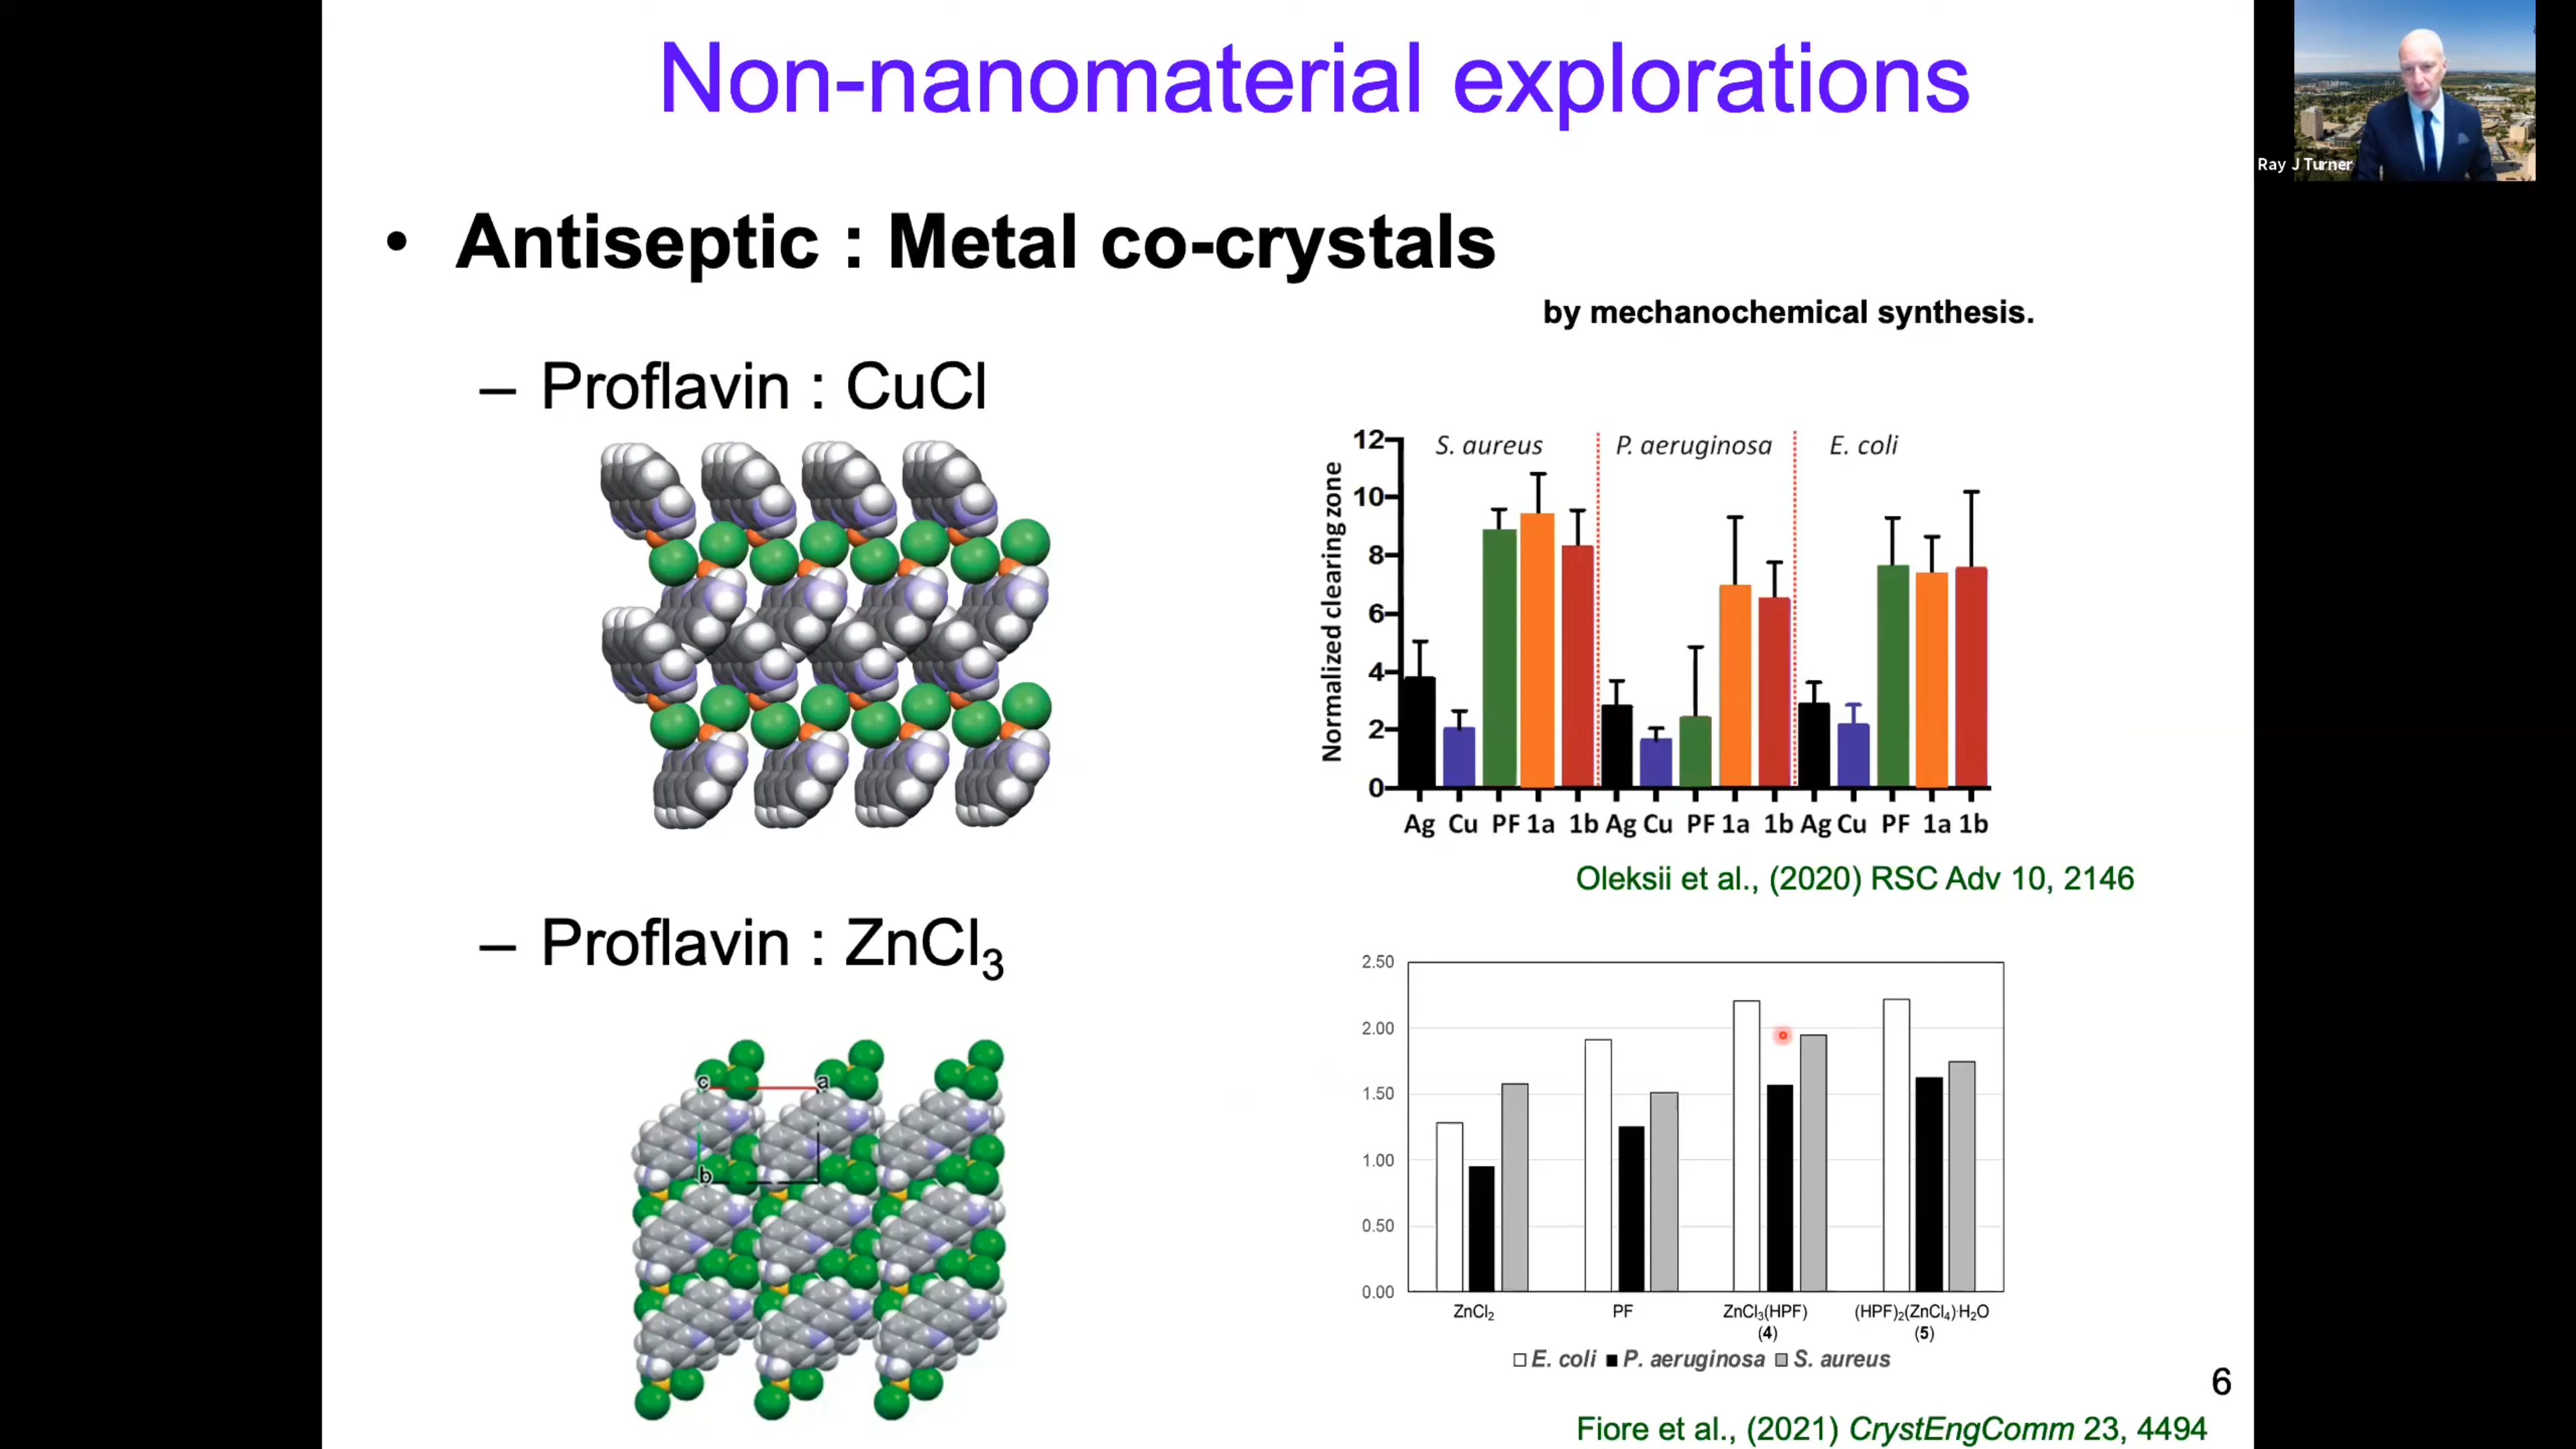 Non-nanomaterial explorations
Ray J Turner
• Antiseptic : Metal co-crystals
by mechanochemical synthesis.
– Proflavin : CuCl
12
10
8
6
4
2
0
Normalized clearing zone
S. aureus P. aeruginosa E. coli
Ag Cu PF 1a 1b Ag Cu PF 1a 1b Ag Cu PF 1a 1b
Oleksii et al., (2020) RSC Adv 10, 2146
– Proflavin : ZnCl₃
c a
b
2.50
2.00
1.50
1.00
0.50
0.00
ZnCl₂ PF ZnCl₃(HPF) (HPF)₂(ZnCl₄)·H₂O
(4) (5)
E. coli P. aeruginosa S. aureus
6
Fiore et al., (2021) CrystEngComm 23, 4494